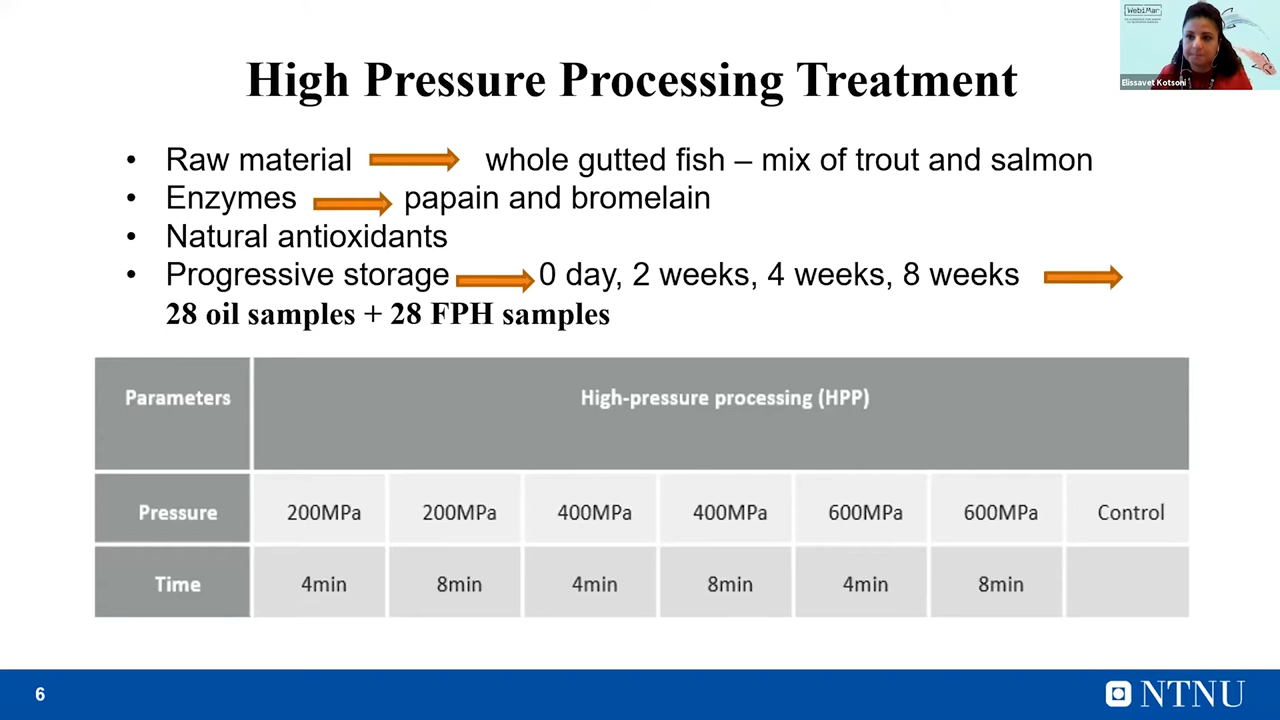 WebiMar
Elissavet Kotsoni
High Pressure Processing Treatment
• Raw material whole gutted fish – mix of trout and salmon
• Enzymes papain and bromelain
• Natural antioxidants
• Progressive storage 0 day, 2 weeks, 4 weeks, 8 weeks
28 oil samples + 28 FPH samples
Parameters High-pressure processing (HPP)
Pressure 200MPa 200MPa 400MPa 400MPa 600MPa 600MPa Control
Time 4min 8min 4min 8min 4min 8min
6 NTNU